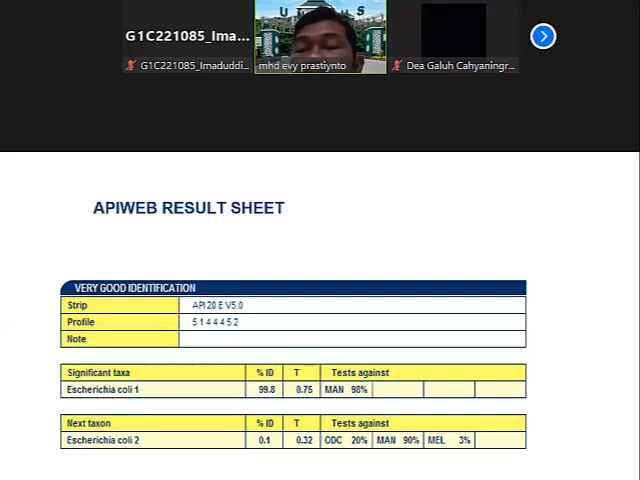 G1C221085_Ima...
G1C221085_Imaduddi...
mhd evy prastiynto
Dea Galuh Cahyaningr...
APIWEB RESULT SHEET
VERY GOOD IDENTIFICATION
Strip API 20 E V5.0
Profile 5 1 4 4 4 5 2
Note
Significant taxa % ID T Tests against
Escherichia coli 1 99.8 0.75 MAN 98%
Next taxon % ID T Tests against
Escherichia coli 2 0.1 0.32 ODC 20% MAN 90% MEL 3%